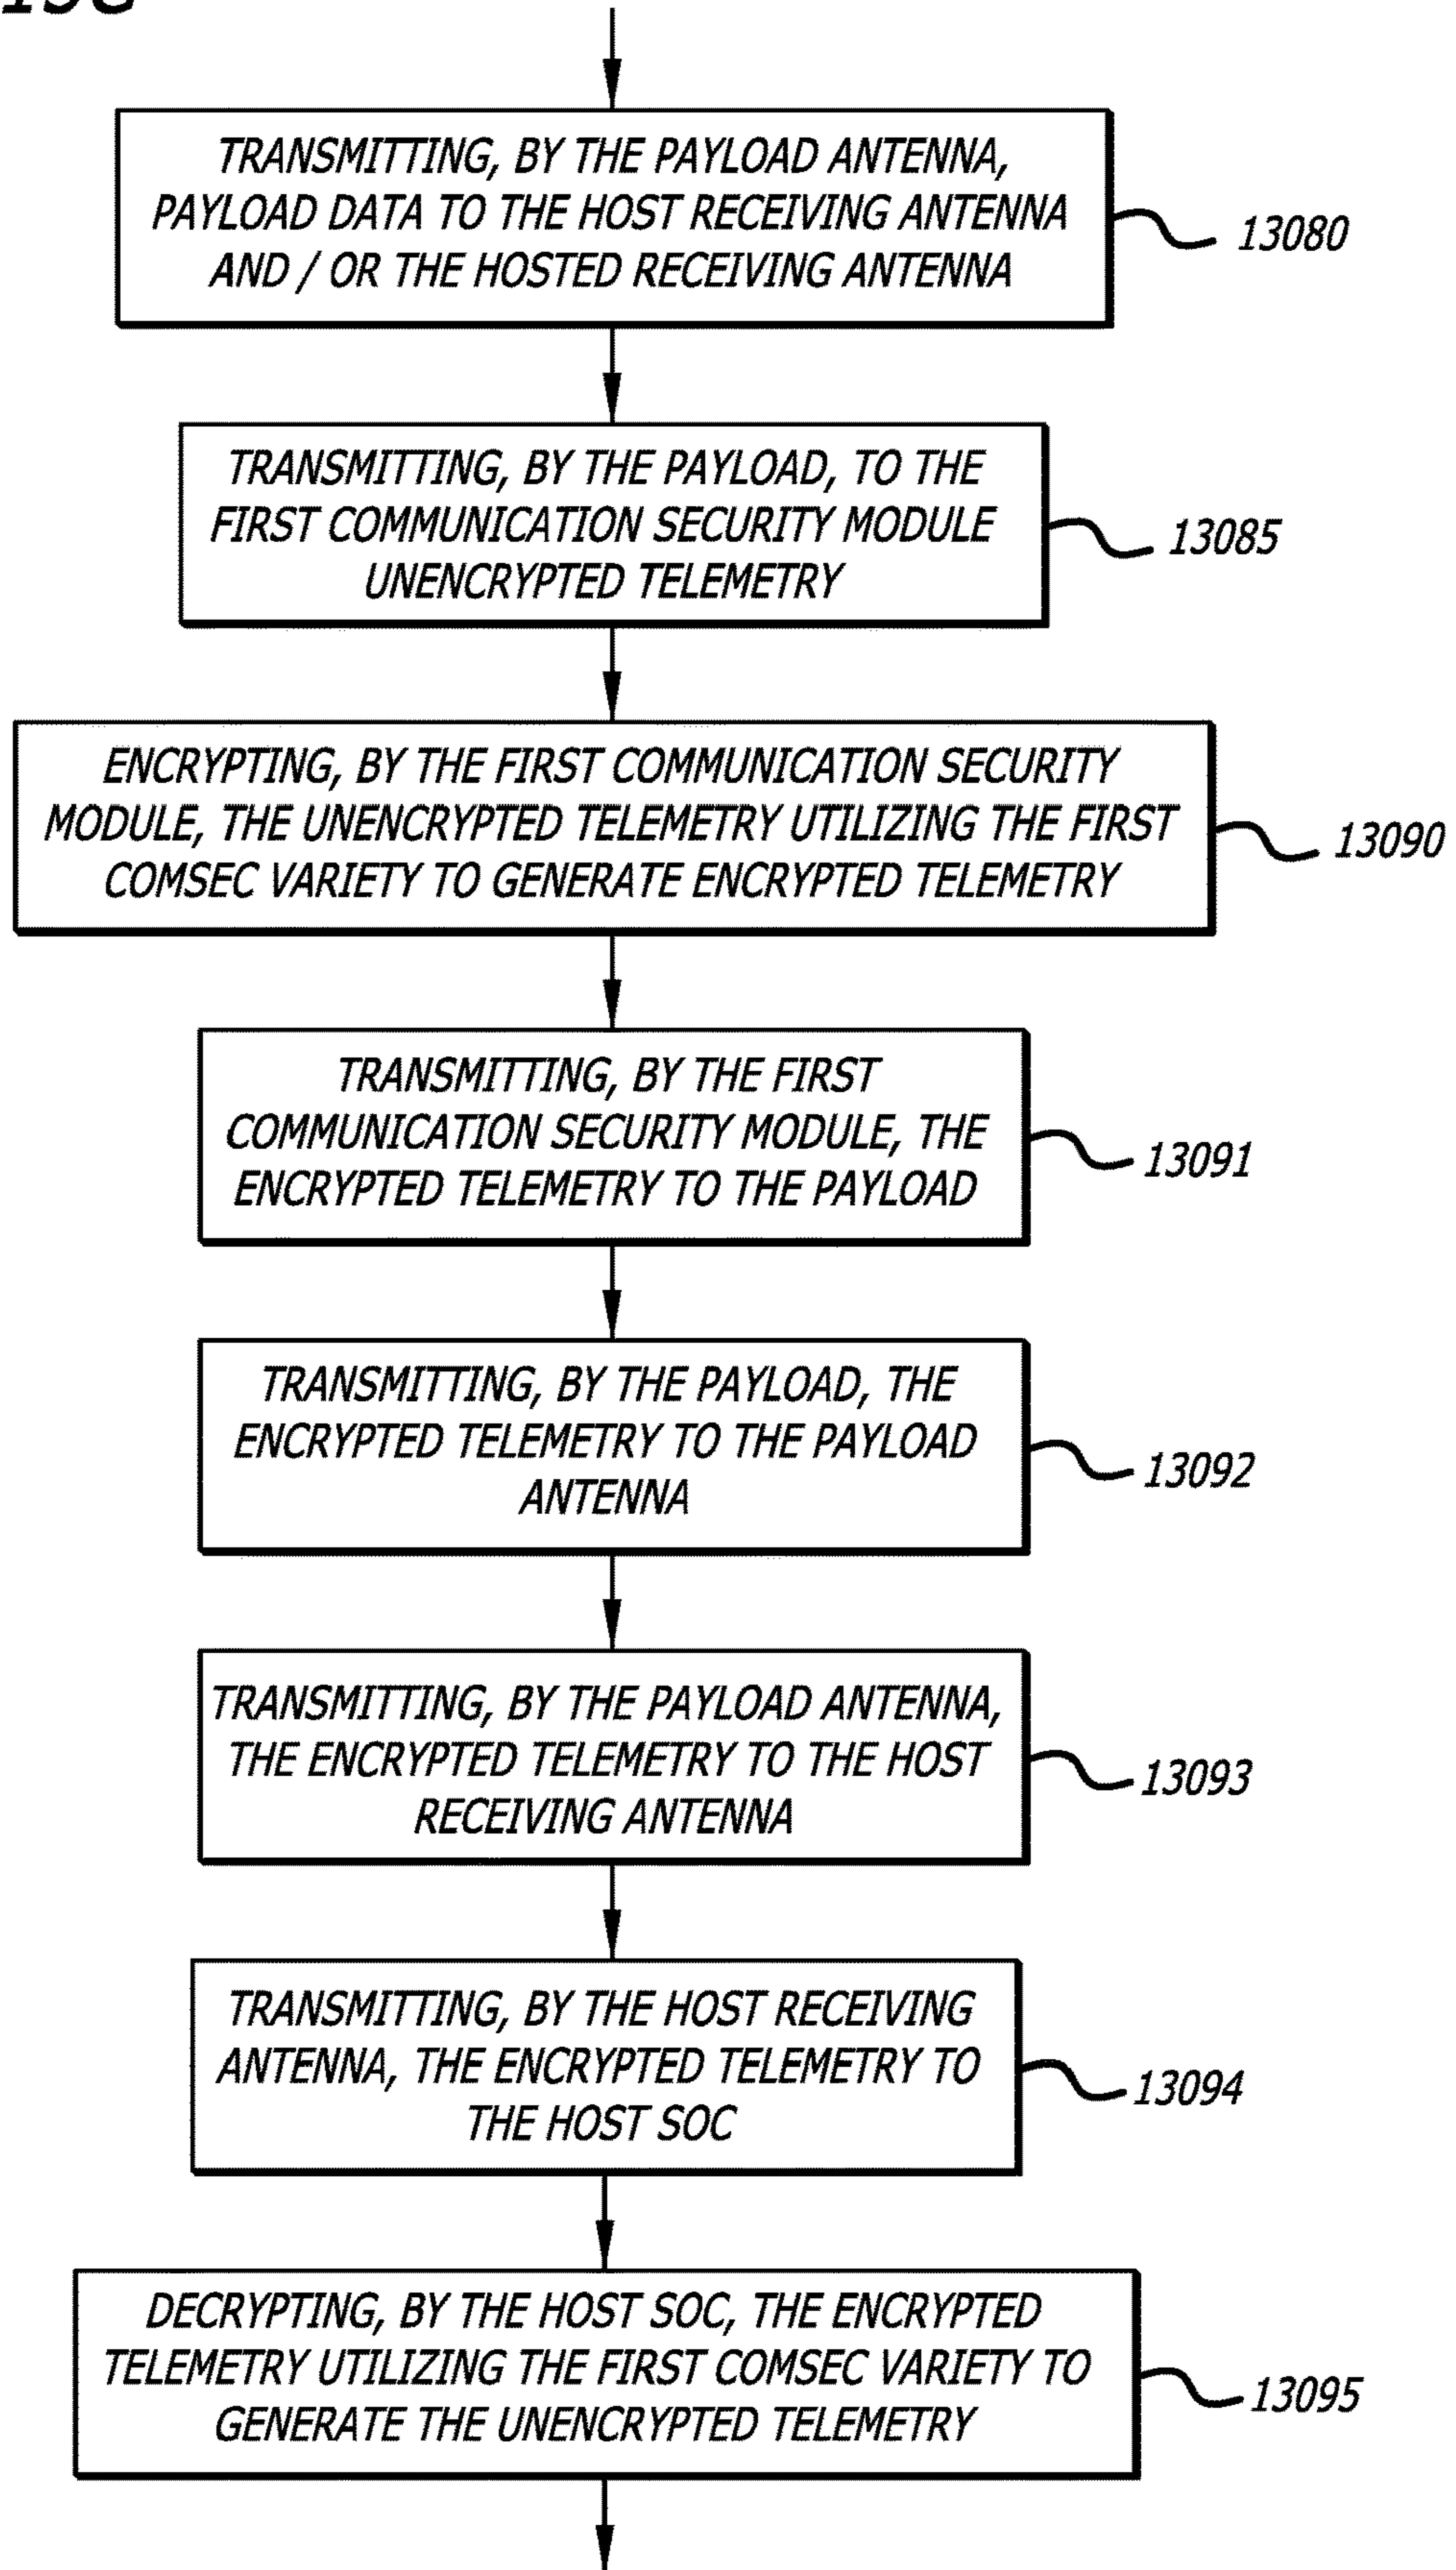 TRANSMITTING, BY THE PAYLOAD ANTENNA,
PAYLOAD DATA TO THE HOST RECEIVING ANTENNA
AND / OR THE HOSTED RECEIVING ANTENNA
13080
TRANSMITTING, BY THE PAYLOAD, TO THE
FIRST COMMUNICATION SECURITY MODULE
UNENCRYPTED TELEMETRY
13085
ENCRYPTING, BY THE FIRST COMMUNICATION SECURITY
MODULE, THE UNENCRYPTED TELEMETRY UTILIZING THE FIRST
COMSEC VARIETY TO GENERATE ENCRYPTED TELEMETRY
13090
TRANSMITTING, BY THE FIRST
COMMUNICATION SECURITY MODULE, THE
ENCRYPTED TELEMETRY TO THE PAYLOAD
13091
TRANSMITTING, BY THE PAYLOAD, THE
ENCRYPTED TELEMETRY TO THE PAYLOAD
ANTENNA
13092
TRANSMITTING, BY THE PAYLOAD ANTENNA,
THE ENCRYPTED TELEMETRY TO THE HOST
RECEIVING ANTENNA
13093
TRANSMITTING, BY THE HOST RECEIVING
ANTENNA, THE ENCRYPTED TELEMETRY TO
THE HOST SOC
13094
DECRYPTING, BY THE HOST SOC, THE ENCRYPTED
TELEMETRY UTILIZING THE FIRST COMSEC VARIETY TO
GENERATE THE UNENCRYPTED TELEMETRY
13095